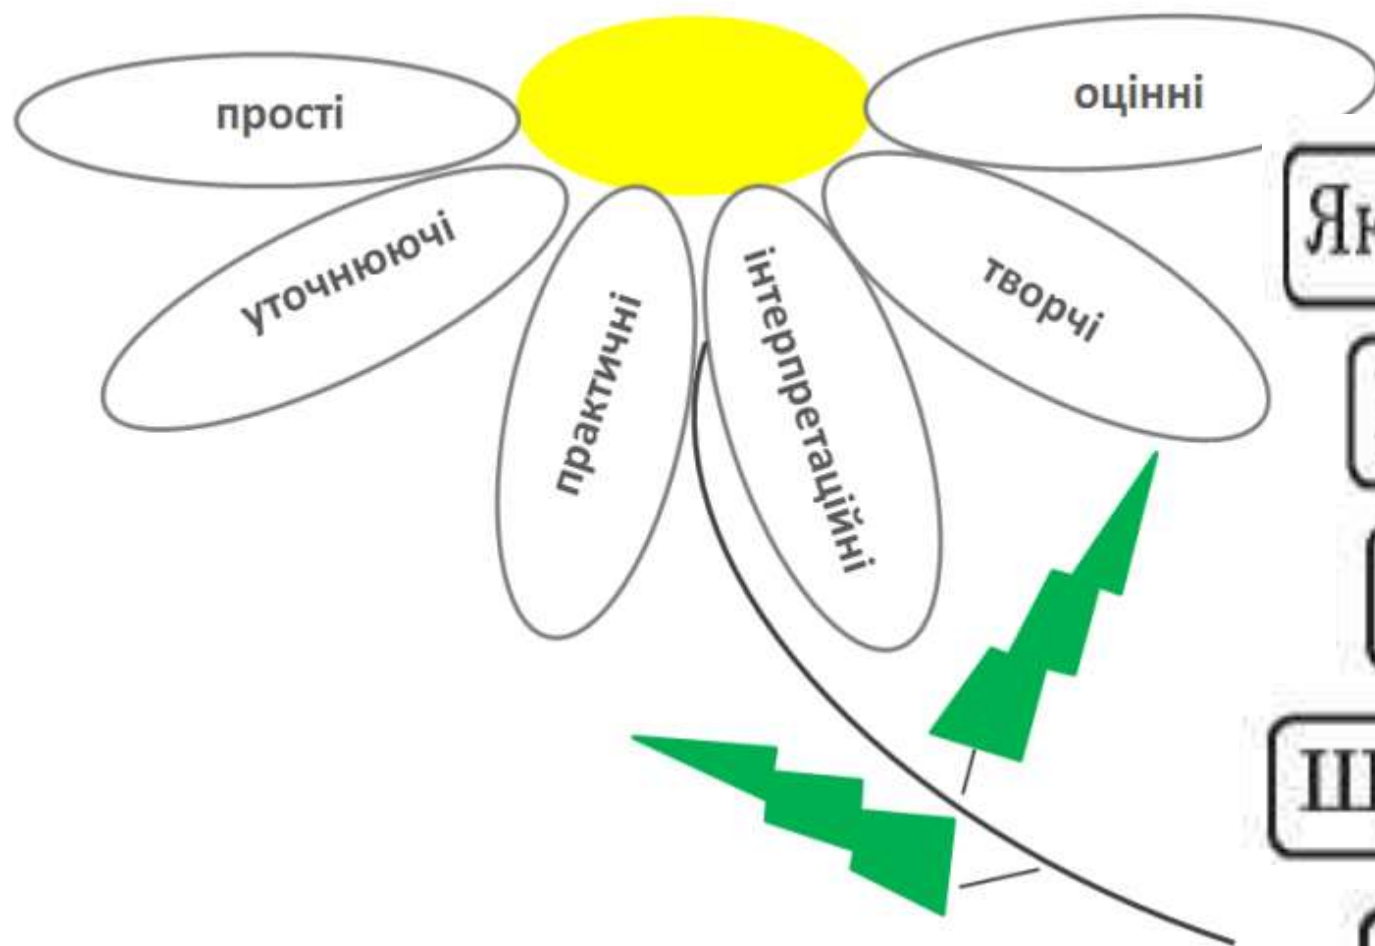 прості
уточнюючі
практичні
інтерпретаційні
творчі
оцінні